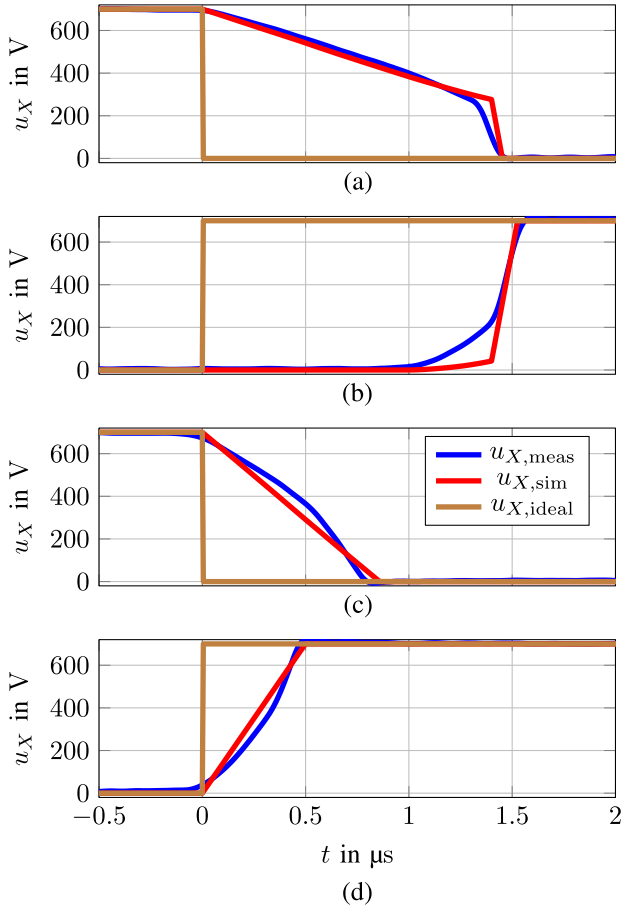 600
400
200
0
u_X in V
(a)
600
400
200
0
u_X in V
(b)
600
400
200
0
u_X in V
u_X,meas
u_X,sim
u_X,ideal
(c)
600
400
200
0
u_X in V
−0.5 0 0.5 1 1.5 2
t in µs
(d)